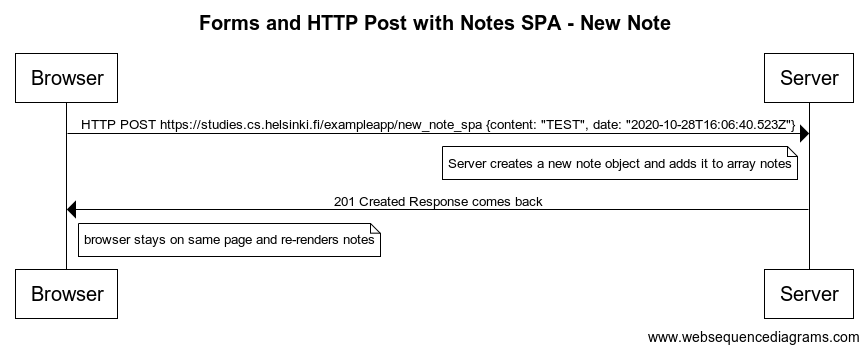 Forms and HTTP Post with Notes SPA - New Note
Browser
Server
HTTP POST https://studies.cs.helsinki.fi/exampleapp/new_note_spa {content: "TEST", date: "2020-10-28T16:06:40.523Z"}
Server creates a new note object and adds it to array notes
201 Created Response comes back
browser stays on same page and re-renders notes
Browser
Server
www.websequencediagrams.com